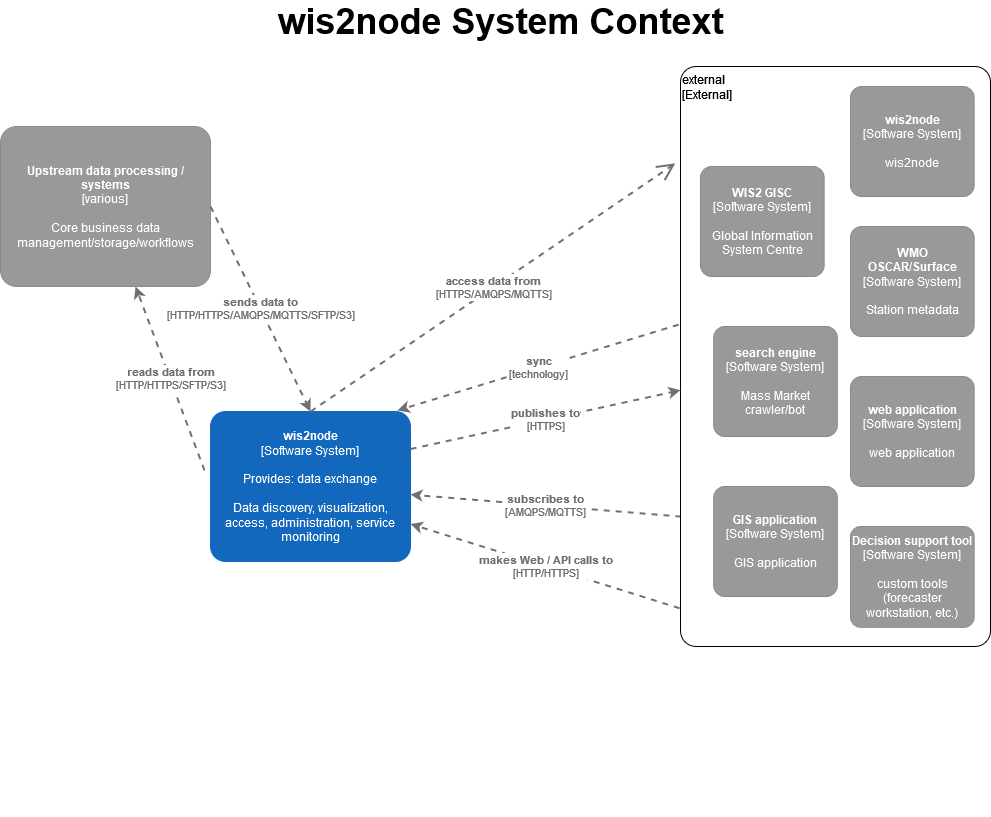 wis2node System Context
external
[External]
wis2node
[Software System]
wis2node
Upstream data processing /
systems
[various]
Core business data
management/storage/workflows
WIS2 GISC
[Software System]
Global Information
System Centre
WMO
OSCAR/Surface
[Software System]
Station metadata
access data from
[HTTPS/AMQPS/MQTTS]
sends data to
[HTTP/HTTPS/AMQPS/MQTTS/SFTP/S3]
reads data from
[HTTP/HTTPS/SFTP/S3]
sync
[technology]
search engine
[Software System]
Mass Market
crawler/bot
publishes to
[HTTPS]
web application
[Software System]
web application
wis2node
[Software System]
Provides: data exchange
Data discovery, visualization,
access, administration, service
monitoring
subscribes to
[AMQPS/MQTTS]
GIS application
[Software System]
GIS application
makes Web / API calls to
[HTTP/HTTPS]
Decision support tool
[Software System]
custom tools
(forecaster
workstation, etc.)